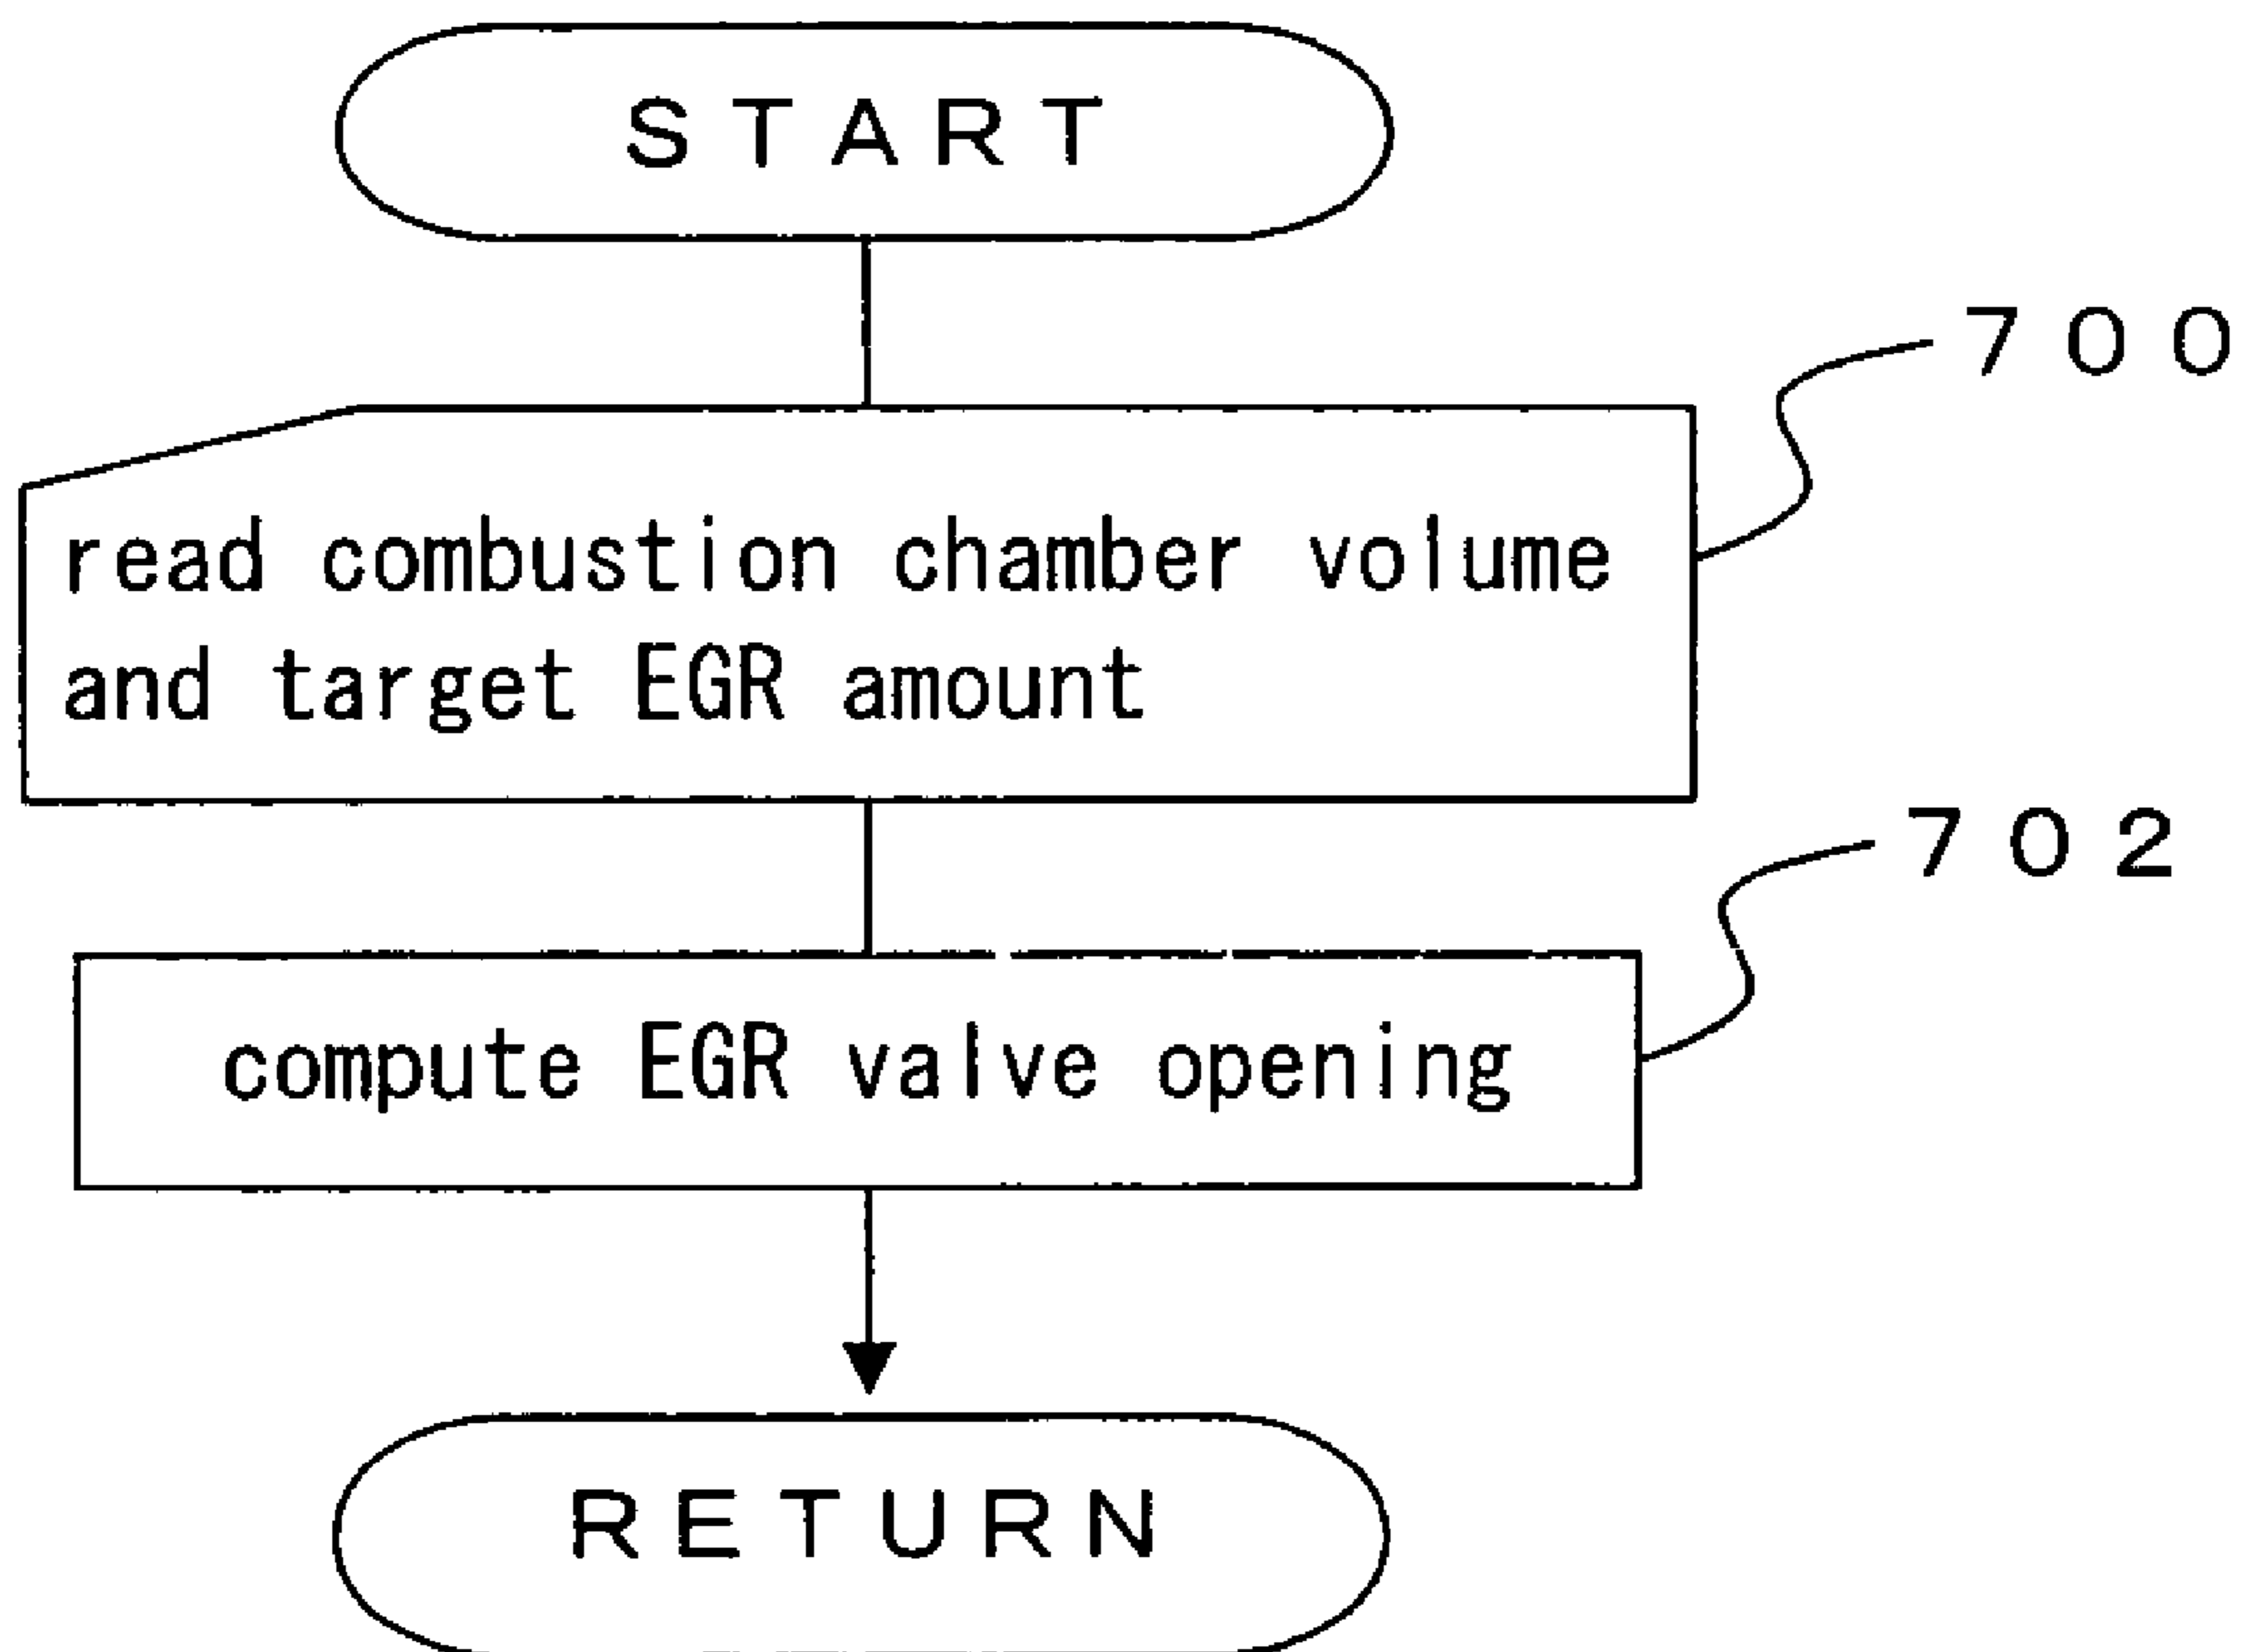 START
700
read combustion chamber volume
and target EGR amount
702
compute EGR valve opening
RETURN